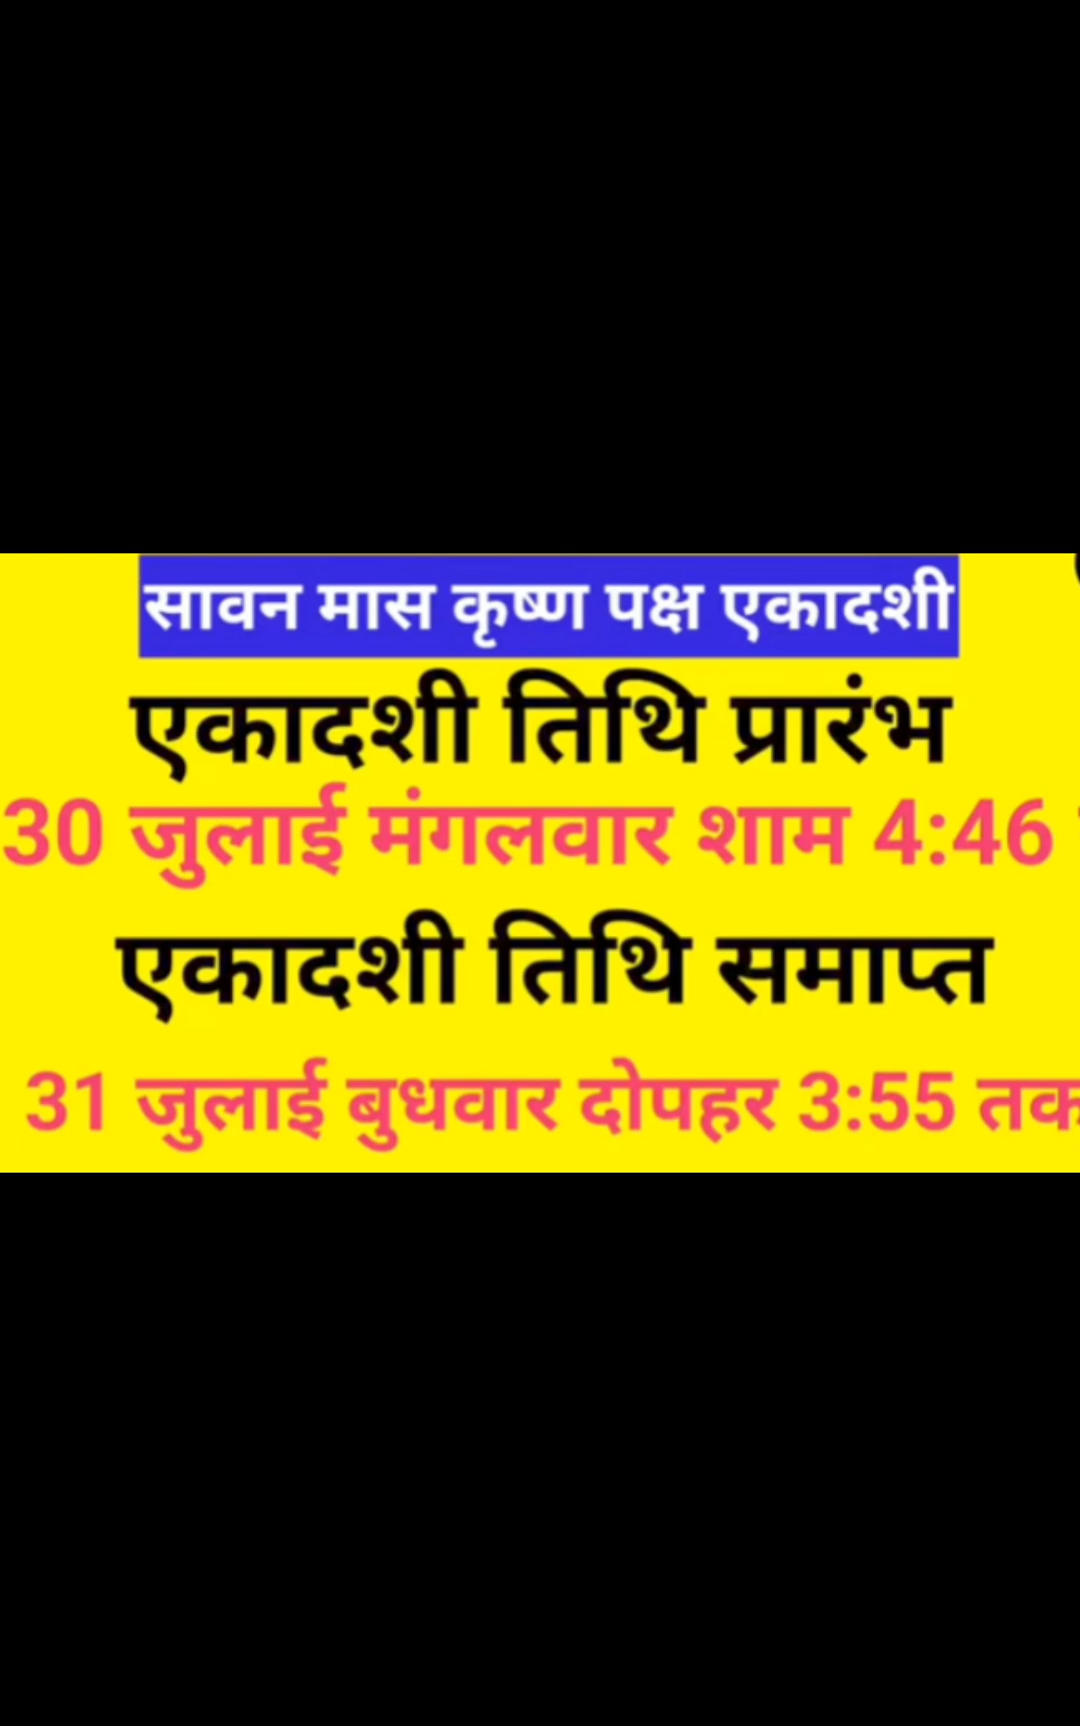 सावन मास कृष्ण पक्ष एकादशी
एकादशी तिथि प्रारंभ
30 जुलाई मंगलवार शाम 4:46
एकादशी तिथि समाप्त
31 जुलाई बुधवार दोपहर 3:55 तक